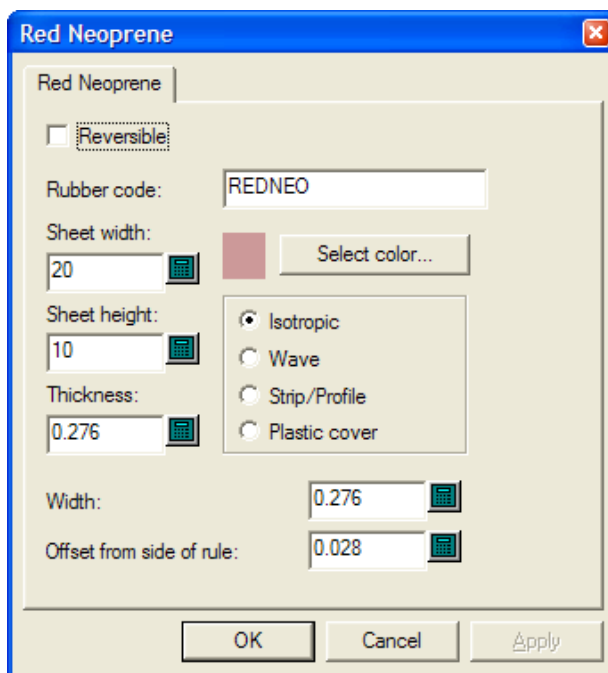 Red Neoprene
Red Neoprene
Reversible
Rubber code: REDNEO
Sheet width:
20
Select color...
Sheet height:
10
Isotropic
Wave
Thickness:
Strip/Profile
0.276
Plastic cover
Width: 0.276
Offset from side of rule: 0.028
OK Cancel Apply